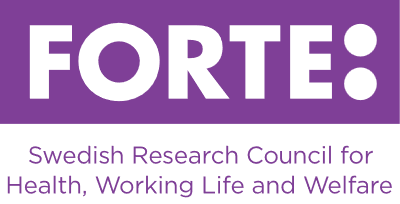 FORTE:
Swedish Research Council for
Health, Working Life and Welfare